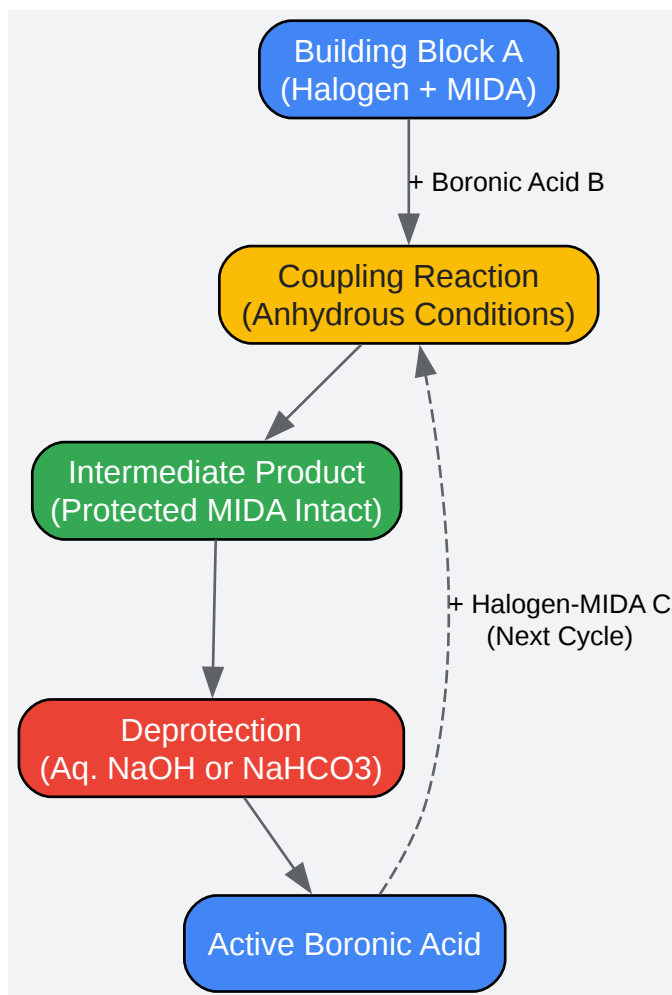 Building Block A
(Halogen + MIDA)
+ Boronic Acid B
Coupling Reaction
(Anhydrous Conditions)
Intermediate Product
(Protected MIDA Intact)
+ Halogen-MIDA C
(Next Cycle)
Deprotection
(Aq. NaOH or NaHCO3)
Active Boronic Acid